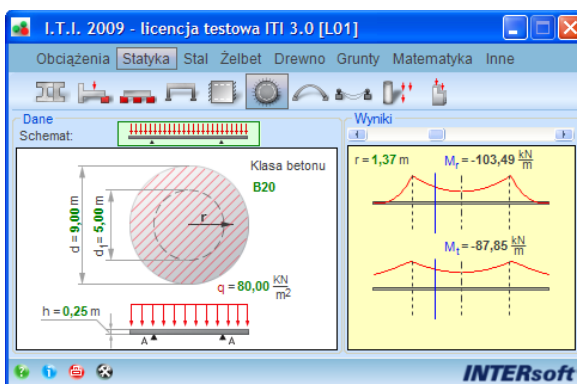 I.T.I. 2009 - licencja testowa ITI 3.0 [L01]
Obciążenia Statyka Stal Żelbet Drewno Grunty Matematyka Inne
Dane
Schemat:
Klasa betonu
B20
d = 9,00 m
d1 = 5,00 m
r
q = 80,00 KN/m2
h = 0,25 m
A A
Wyniki
r = 1,37 m Mr = -103,49 kN/m
Mt = -87,85 kN/m
INTERsoft